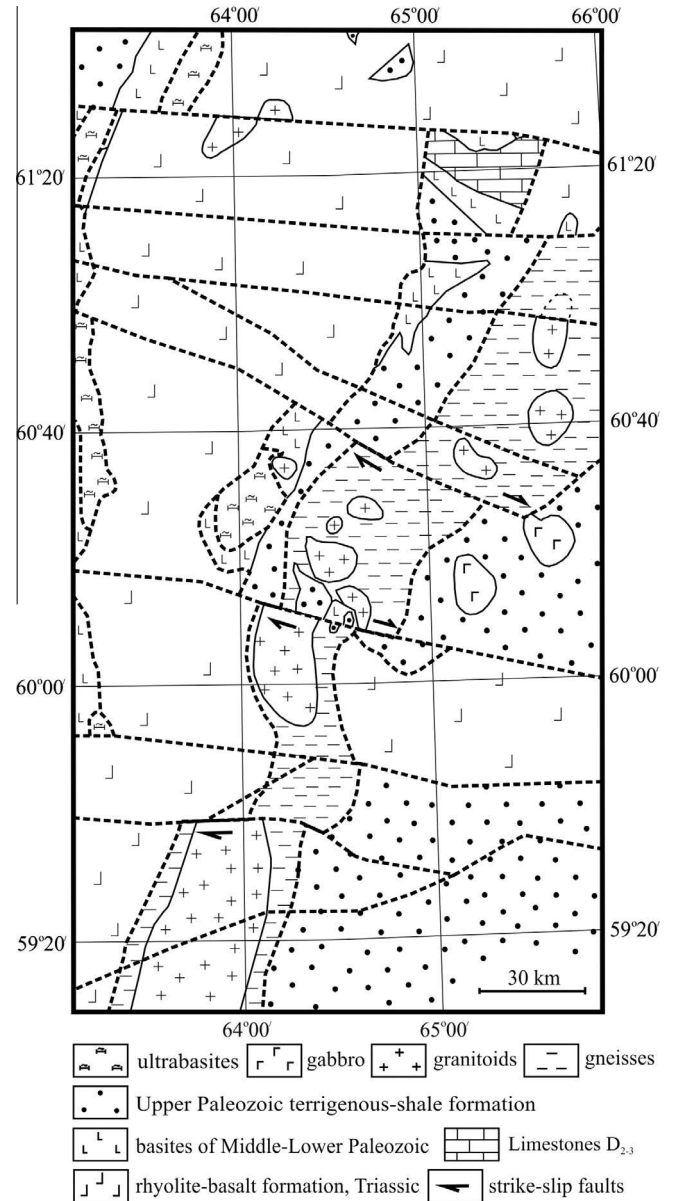 64°00' 65°00' 66°00'
61°20' 61°20'
60°40' 60°40'
60°00' 60°00'
59°20' 59°20'
30 km
64°00' 65°00'
ultrabasites gabbro granitoids gneisses
Upper Paleozoic terrigenous-shale formation
basites of Middle-Lower Paleozoic Limestones D₂₋₃
rhyolite-basalt formation, Triassic strike-slip faults